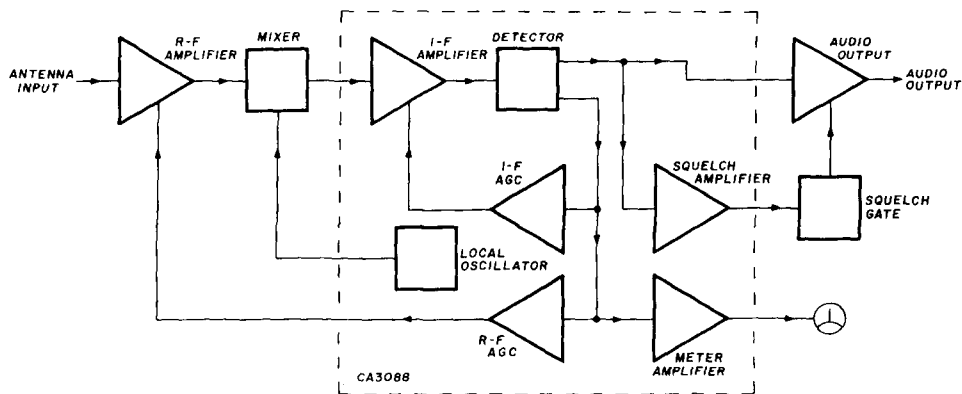 R-F
AMPLIFIER
MIXER
I-F
AMPLIFIER
DETECTOR
AUDIO
OUTPUT
ANTENNA
INPUT
AUDIO
OUTPUT
I-F
AGC
SQUELCH
AMPLIFIER
SQUELCH
GATE
LOCAL
OSCILLATOR
R-F
AGC
METER
AMPLIFIER
CA3088